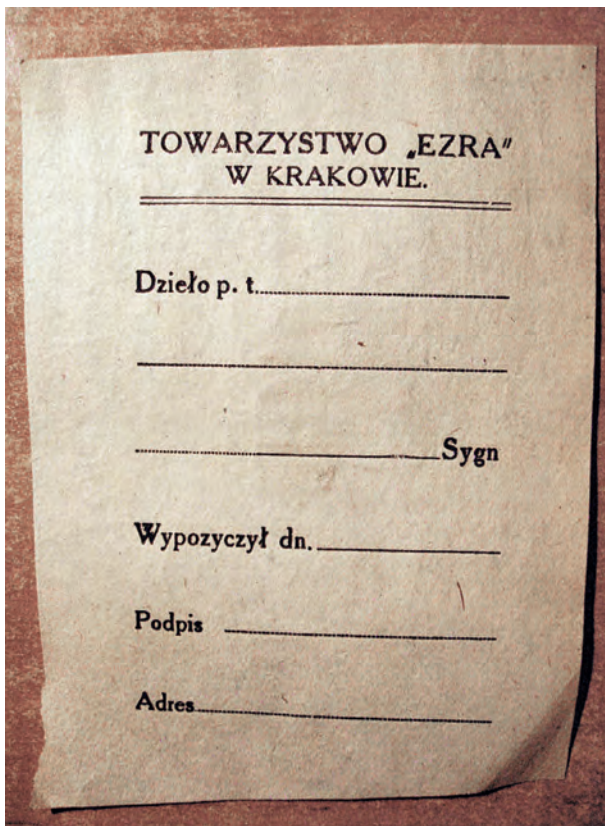 TOWARZYSTWO „EZRA"
W KRAKOWIE.
Dzieło p. t.
Sygn
Wypozyczył dn.
Podpis
Adres